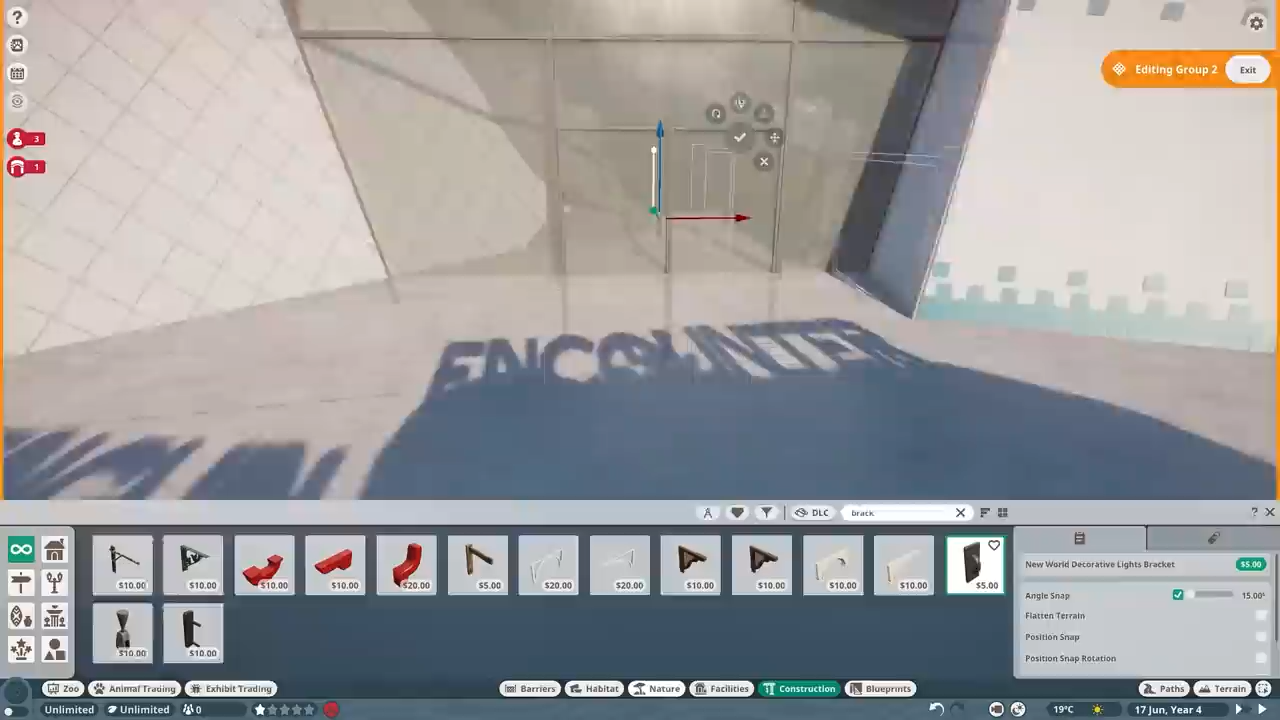 ?
Editing Group 2
Exit
3
1
ENCOUNTER
DLC
brack
?
$10.00
$10.00
$10.00
$10.00
$20.00
$5.00
$20.00
$20.00
$10.00
$10.00
$10.00
$10.00
$5.00
$10.00
$10.00
New World Decorative Lights Bracket
$5.00
Angle Snap
15.00°
Flatten Terrain
Position Snap
Position Snap Rotation
Zoo
Animal Trading
Exhibit Trading
Barriers
Habitat
Nature
Facilities
Construction
Blueprints
Paths
Terrain
Unlimited
Unlimited
0
19°C
17 Jun, Year 4